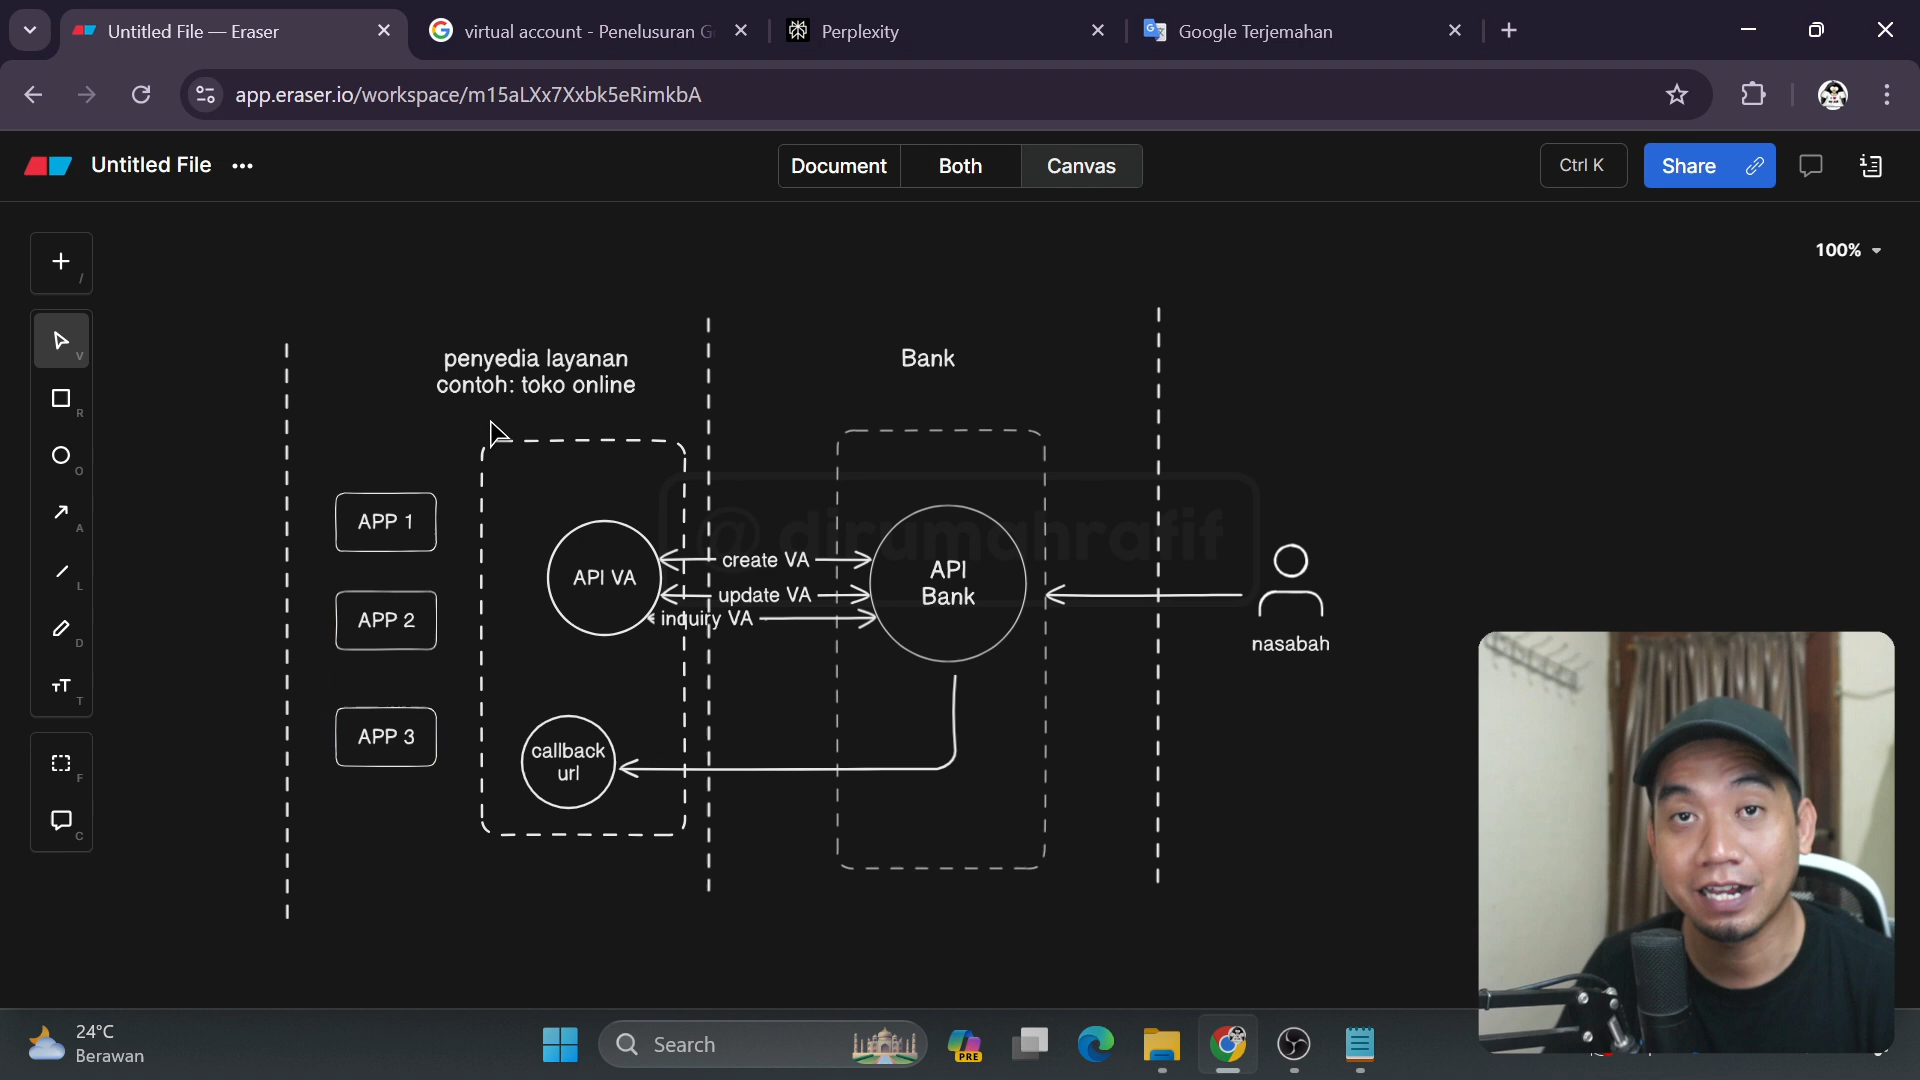 Untitled File — Eraser
virtual account - Penelusuran G
Perplexity
Google Terjemahan
app.eraser.io/workspace/m15aLXx7Xxbk5eRimkbA
Untitled File
Document
Both
Canvas
Ctrl K
Share
100%
/
V
R
O
A
L
D
T
F
C
penyedia layanan
contoh: toko online
Bank
APP 1
APP 2
APP 3
API VA
create VA
update VA
inquiry VA
API
Bank
callback
url
nasabah
@ dirumahrafif
24°C
Berawan
Search
PRE